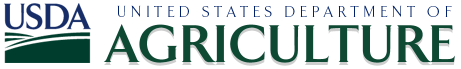 USDA
UNITED STATES DEPARTMENT OF
AGRICULTURE